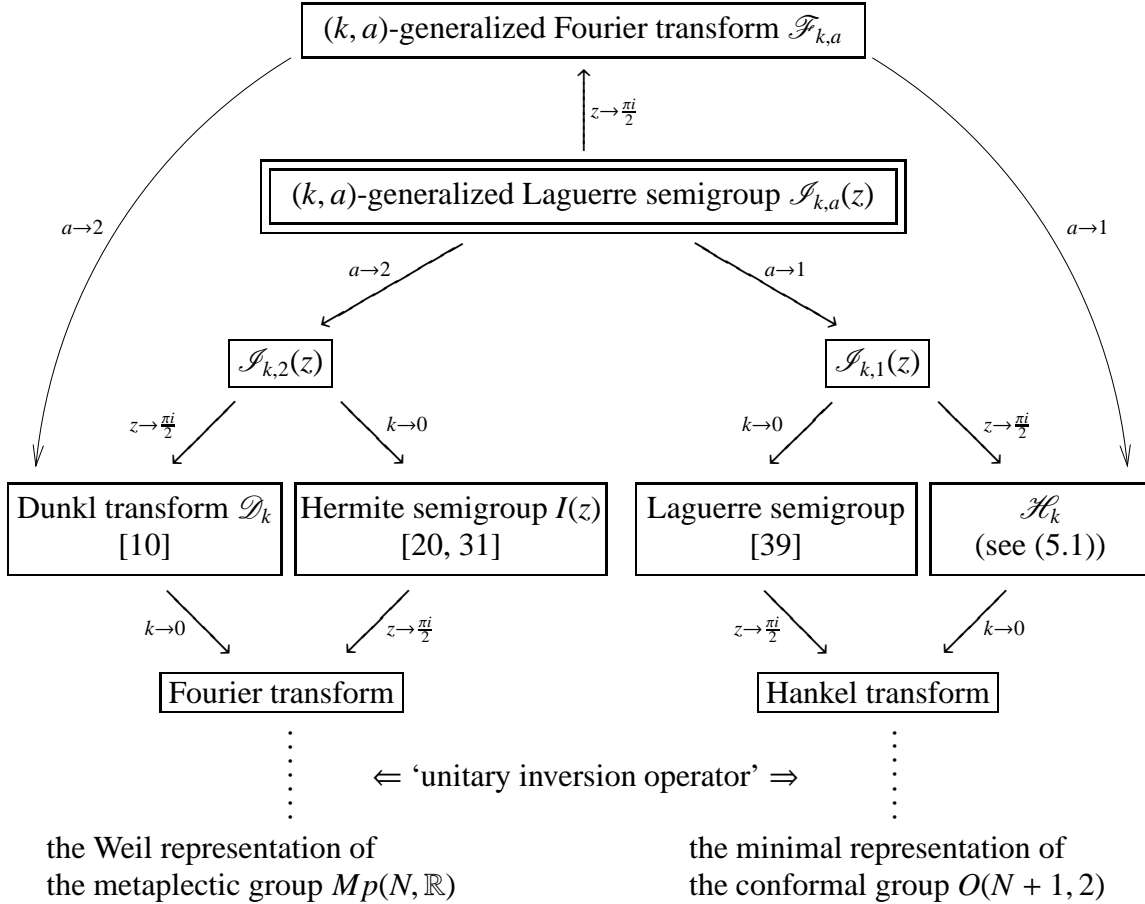 (k, a)-generalized Fourier transform ℱ_{k,a}
z→πi/2
(k, a)-generalized Laguerre semigroup ℐ_{k,a}(z)
a→2
a→1
a→2
a→1
ℐ_{k,2}(z)
ℐ_{k,1}(z)
z→πi/2
k→0
k→0
z→πi/2
Dunkl transform 𝒟_k
[10]
Hermite semigroup I(z)
[20, 31]
Laguerre semigroup
[39]
ℋ_k
(see (5.1))
k→0
z→πi/2
z→πi/2
k→0
Fourier transform
Hankel transform
⇐ ‘unitary inversion operator’ ⇒
the Weil representation of
the metaplectic group Mp(N, ℝ)
the minimal representation of
the conformal group O(N + 1, 2)